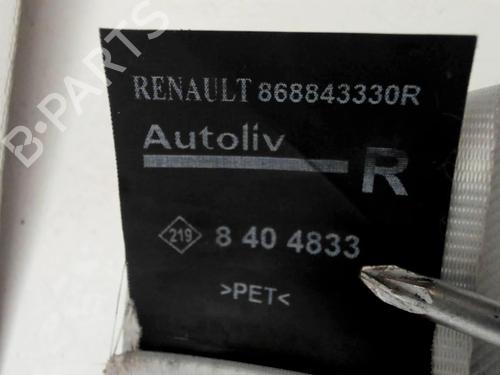 B-PARTS
RENAULT 868843330R
Autoliv
R
219 8 40 4833
>PET<